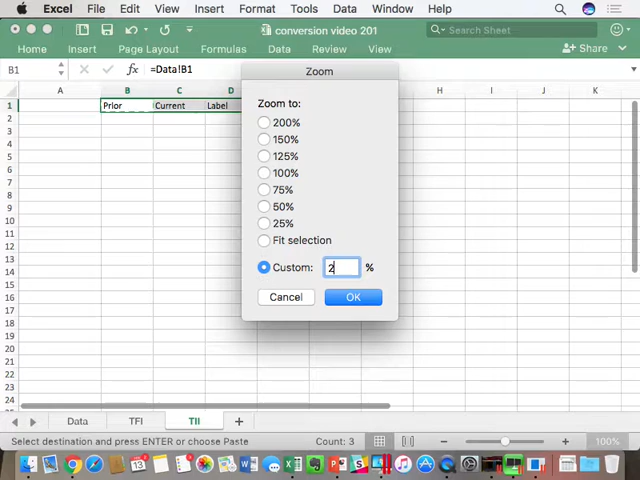 Excel File Edit View Insert Format Tools Data Window Help
conversion video 201
Search Sheet
Home Insert Page Layout Formulas Data Review View Share
B1 fx =Data!B1
Zoom
A B C D H I J K
1 Prior Current Label
2
3
4
5
6
7
8
9
10
11
12
13
14
15
16
17
18
19
20
21
22
23
24
Zoom to:
200%
150%
125%
100%
75%
50%
25%
Fit selection
Custom: 2 %
Cancel OK
Data TFI TII +
Select destination and press ENTER or choose Paste Count: 3 100%